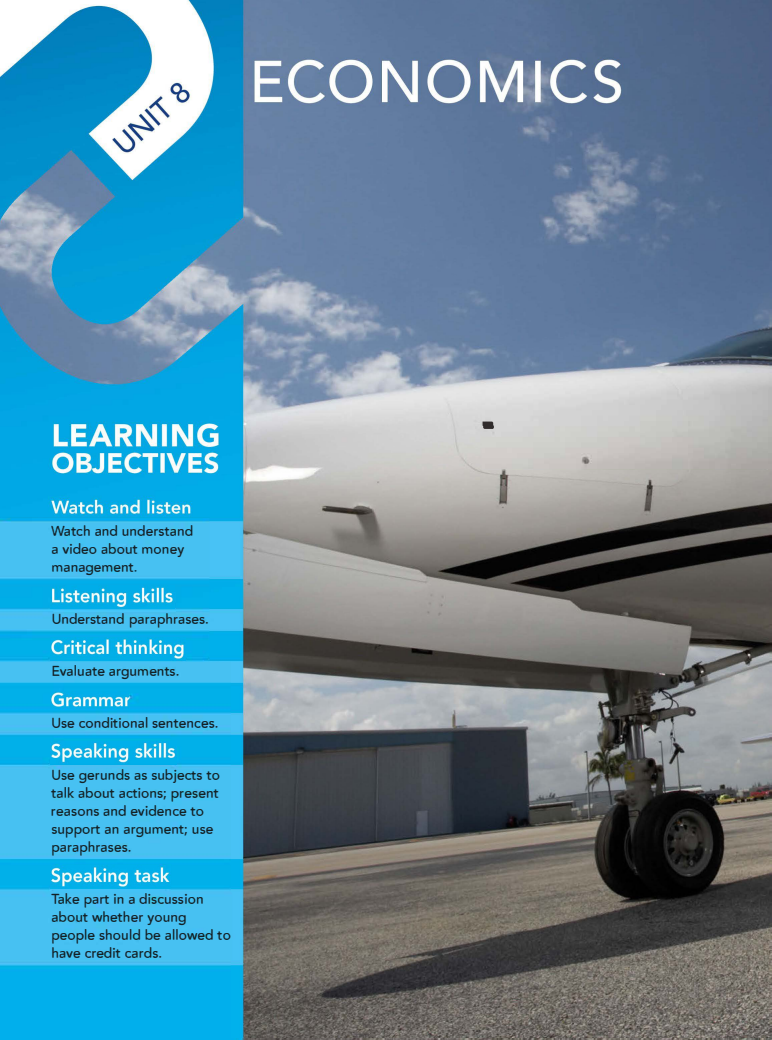 UNIT 8
ECONOMICS
LEARNING
OBJECTIVES
Watch and listen
Watch and understand
a video about money
management.
Listening skills
Understand paraphrases.
Critical thinking
Evaluate arguments.
Grammar
Use conditional sentences.
Speaking skills
Use gerunds as subjects to
talk about actions; present
reasons and evidence to
support an argument; use
paraphrases.
Speaking task
Take part in a discussion
about whether young
people should be allowed to
have credit cards.